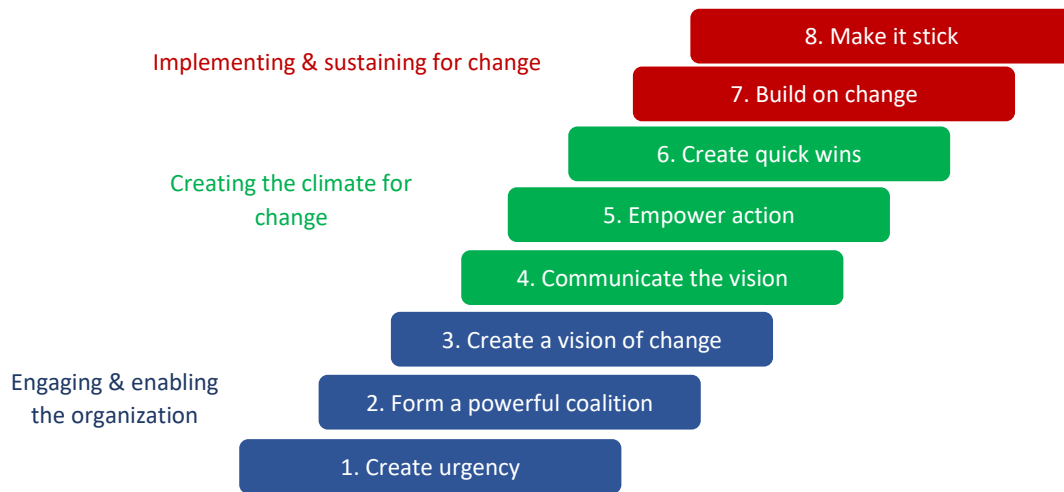 8. Make it stick
Implementing & sustaining for change
7. Build on change
6. Create quick wins
Creating the climate for
change
5. Empower action
4. Communicate the vision
3. Create a vision of change
Engaging & enabling
the organization
2. Form a powerful coalition
1. Create urgency